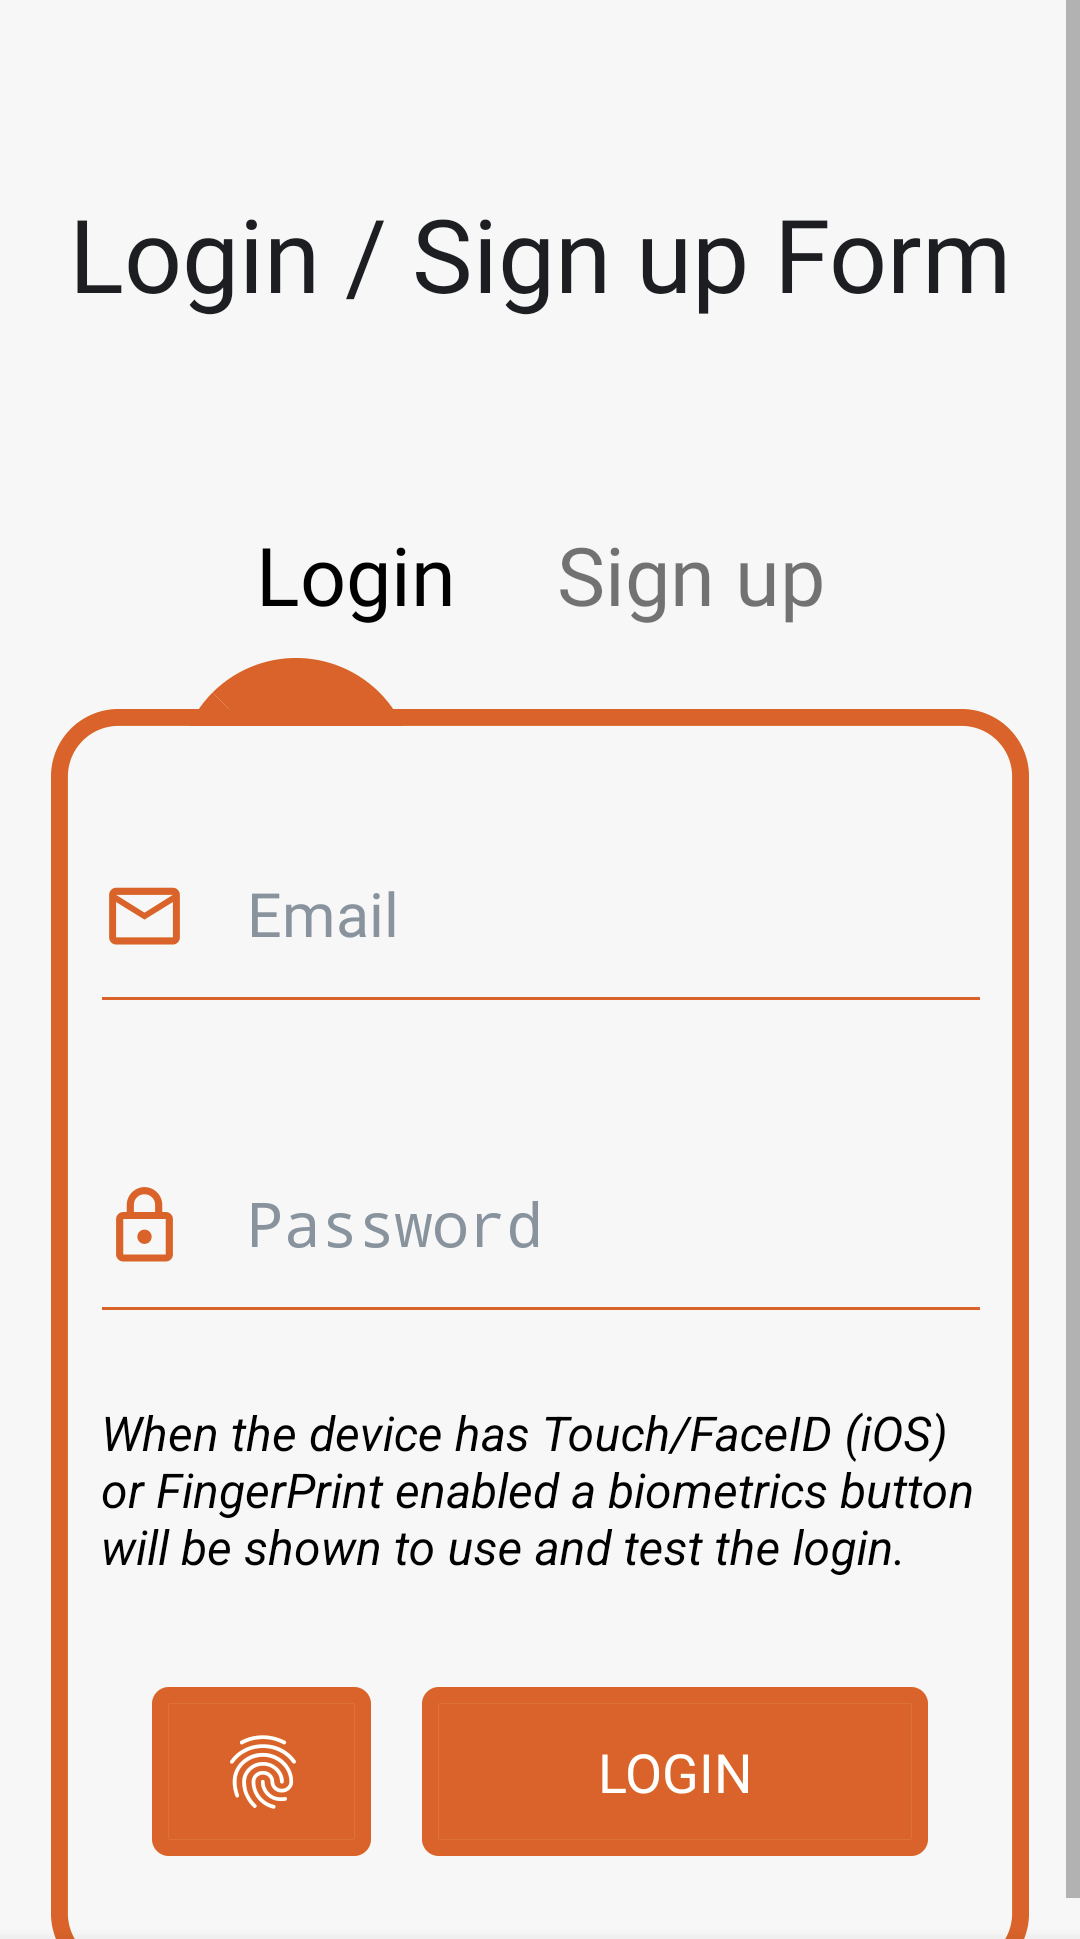 Login / Sign up Form
Login Sign up
Email
Password
When the device has Touch/FaceID (iOS)
or FingerPrint enabled a biometrics button
will be shown to use and test the login.
LOGIN